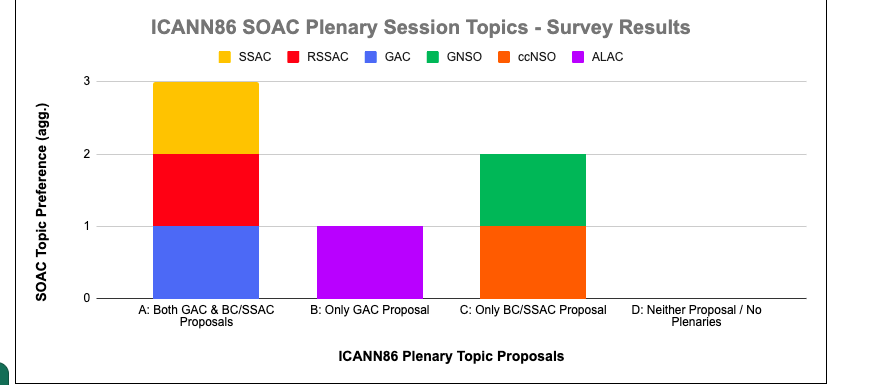 ICANN86 SOAC Plenary Session Topics - Survey Results
SSAC RSSAC GAC GNSO ccNSO ALAC
SOAC Topic Preference (agg.)
3
2
1
0
A: Both GAC & BC/SSAC
Proposals
B: Only GAC Proposal
C: Only BC/SSAC Proposal
D: Neither Proposal / No
Plenaries
ICANN86 Plenary Topic Proposals